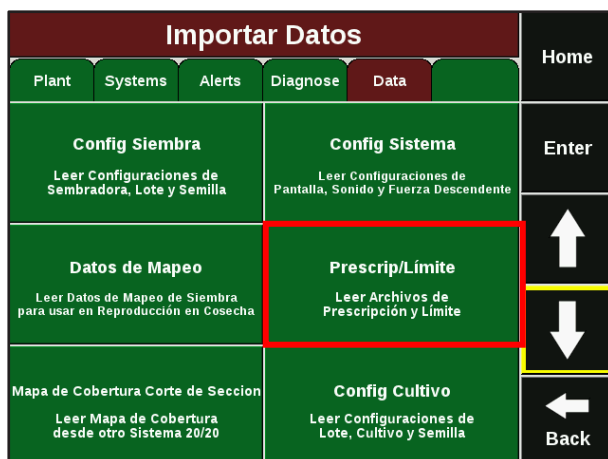 Importar Datos
Home
Plant
Systems
Alerts
Diagnose
Data
Config Siembra
Leer Configuraciones de
Sembradora, Lote y Semilla
Config Sistema
Leer Configuraciones de
Pantalla, Sonido y Fuerza Descendente
Enter
Datos de Mapeo
Leer Datos de Mapeo de Siembra
para usar en Reproducción en Cosecha
Prescrip/Límite
Leer Archivos de
Prescripción y Límite
Mapa de Cobertura Corte de Seccion
Leer Mapa de Cobertura
desde otro Sistema 20/20
Config Cultivo
Leer Configuraciones de
Lote, Cultivo y Semilla
Back